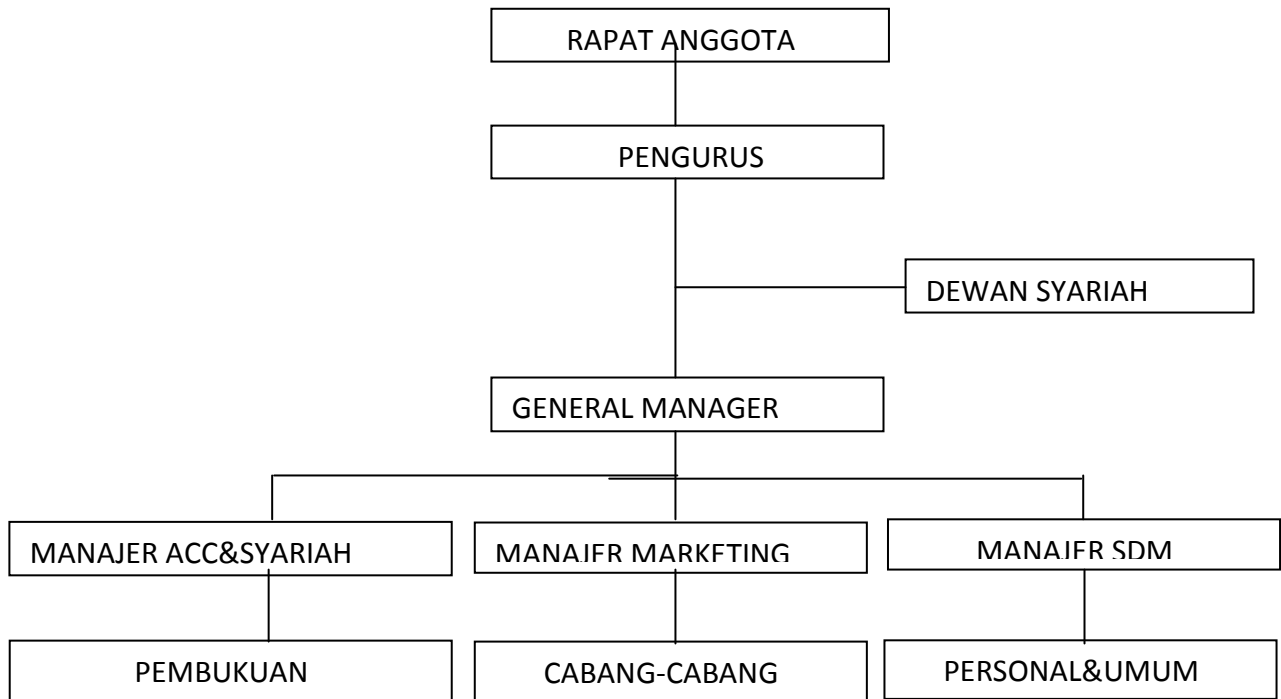 RAPAT ANGGOTA
PENGURUS
DEWAN SYARIAH
GENERAL MANAGER
MANAJER ACC&SYARIAH
MANAJER MARKETING
MANAJER SDM
PEMBUKUAN
CABANG-CABANG
PERSONAL&UMUM